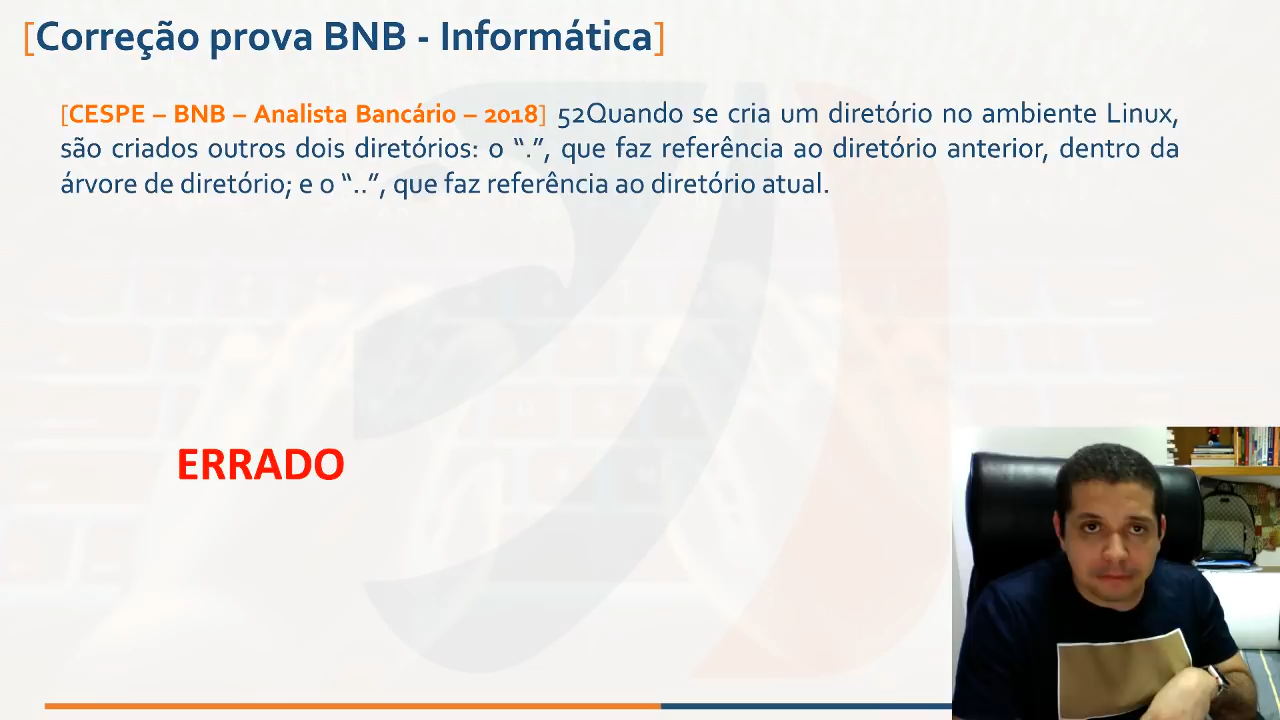 [Correção prova BNB - Informática]
[CESPE – BNB – Analista Bancário – 2018] 52Quando se cria um diretório no ambiente Linux,
são criados outros dois diretórios: o “.”, que faz referência ao diretório anterior, dentro da
árvore de diretório; e o “..”, que faz referência ao diretório atual.
ERRADO